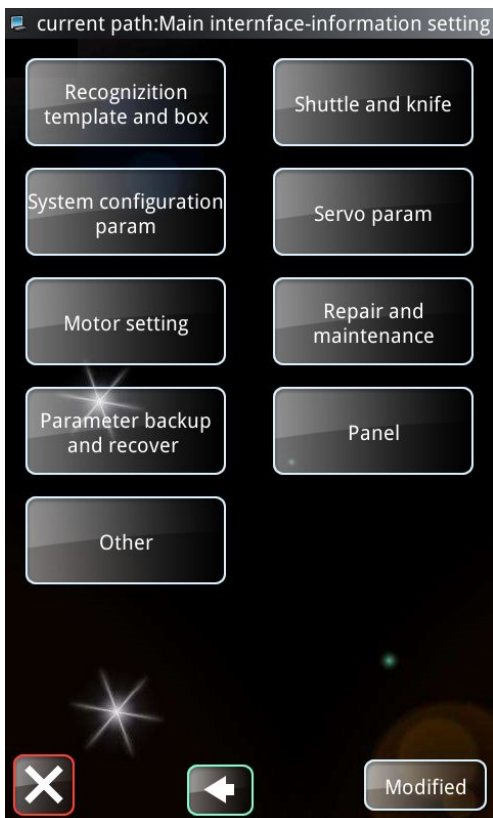 current path:Main internface-information setting
Recognizition
template and box
Shuttle and knife
System configuration
param
Servo param
Motor setting
Repair and
maintenance
Parameter backup
and recover
Panel
Other
Modified